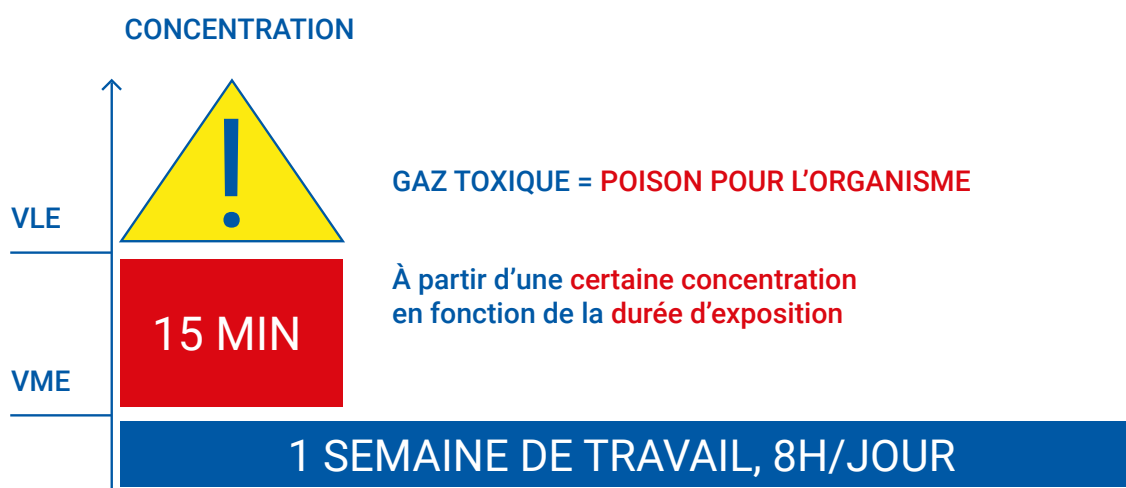 CONCENTRATION
!
GAZ TOXIQUE = POISON POUR L’ORGANISME
VLE
À partir d’une certaine concentration
en fonction de la durée d’exposition
15 MIN
VME
1 SEMAINE DE TRAVAIL, 8H/JOUR